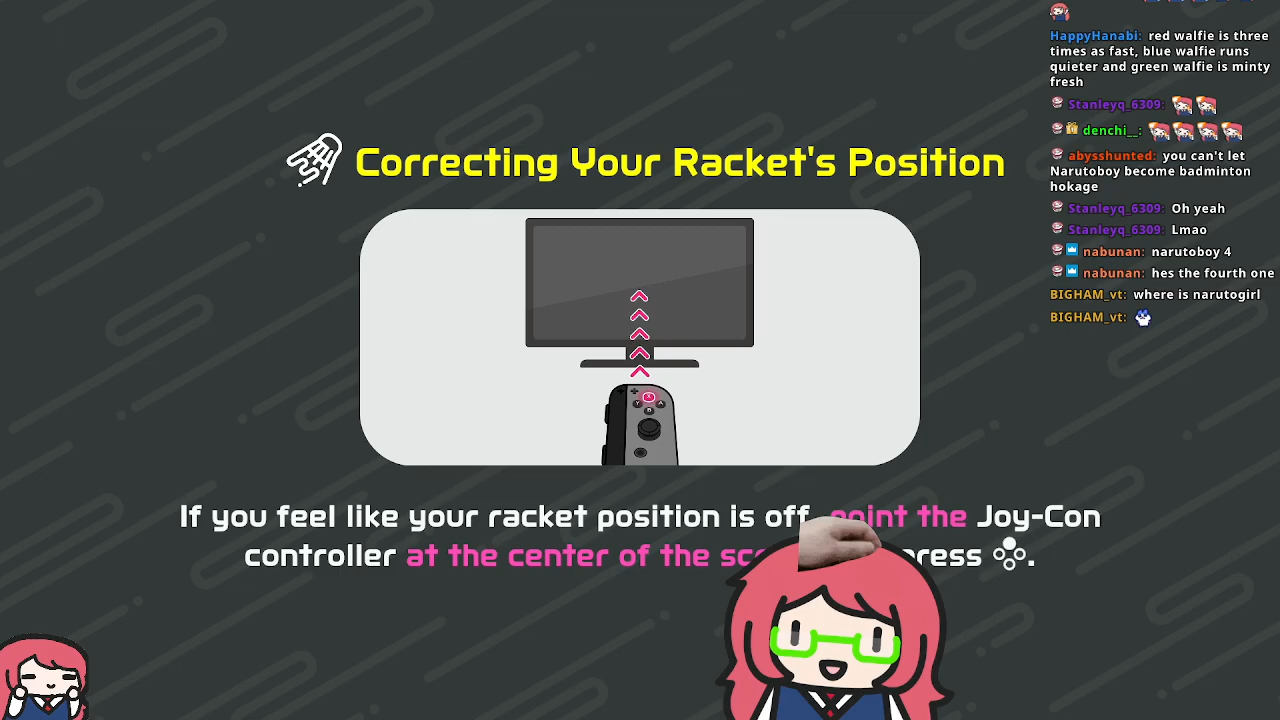 HappyHanabi: red walfie is three
times as fast, blue walfie runs
quieter and green walfie is minty
fresh
Stanleyq_6309:
denchi__:
abysshunted: you can't let
Narutoboy become badminton
hokage
Stanleyq_6309: Oh yeah
Stanleyq_6309: Lmao
nabunan: narutoboy 4
nabunan: hes the fourth one
BIGHAM_vt: where is narutogirl
BIGHAM_vt:
Correcting Your Racket's Position
X
Y
A
B
If you feel like your racket position is off, point the Joy-Con
controller at the center of the press